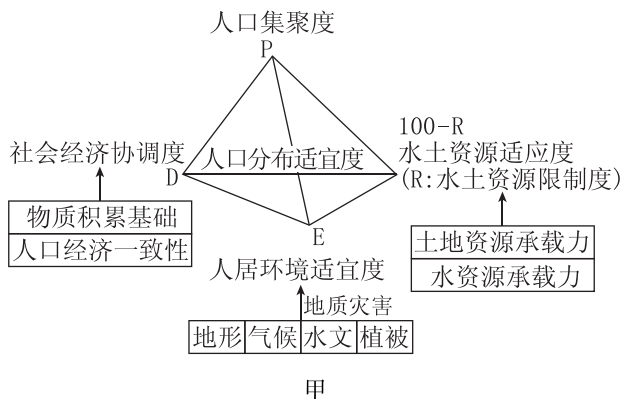 人口集聚度
P
100-R
水土资源适应度
(R:水土资源限制度)
社会经济协调度
D
人口分布适宜度
物质积累基础
人口经济一致性
土地资源承载力
水资源承载力
E
人居环境适宜度
地质灾害
地形 气候 水文 植被
甲